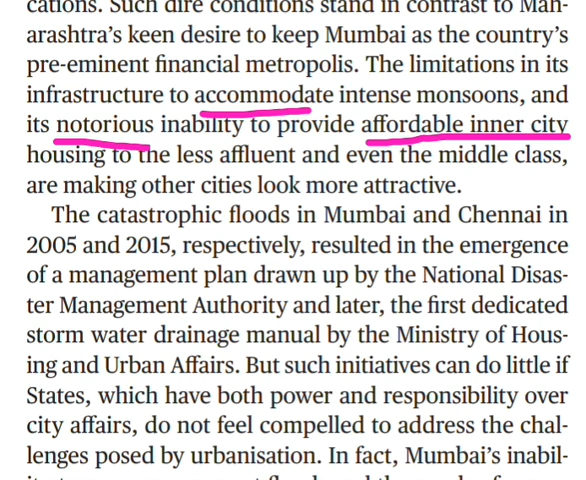 cations. Such dire conditions stand in contrast to Mah-
arashtra's keen desire to keep Mumbai as the country's
pre-eminent financial metropolis. The limitations in its
infrastructure to accommodate intense monsoons, and
its notorious inability to provide affordable inner city
housing to the less affluent and even the middle class,
are making other cities look more attractive.
The catastrophic floods in Mumbai and Chennai in
2005 and 2015, respectively, resulted in the emergence
of a management plan drawn up by the National Disas-
ter Management Authority and later, the first dedicated
storm water drainage manual by the Ministry of Hous-
ing and Urban Affairs. But such initiatives can do little if
States, which have both power and responsibility over
city affairs, do not feel compelled to address the chal-
lenges posed by urbanisation. In fact, Mumbai's inabil-